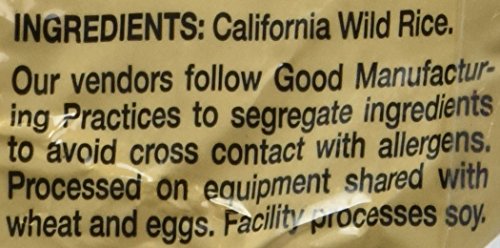 INGREDIENTS: California Wild Rice.
Our vendors follow Good Manufactur-
ing Practices to segregate ingredients
to avoid cross contact with allergens.
Processed on equipment shared with
wheat and eggs. Facility processes soy.